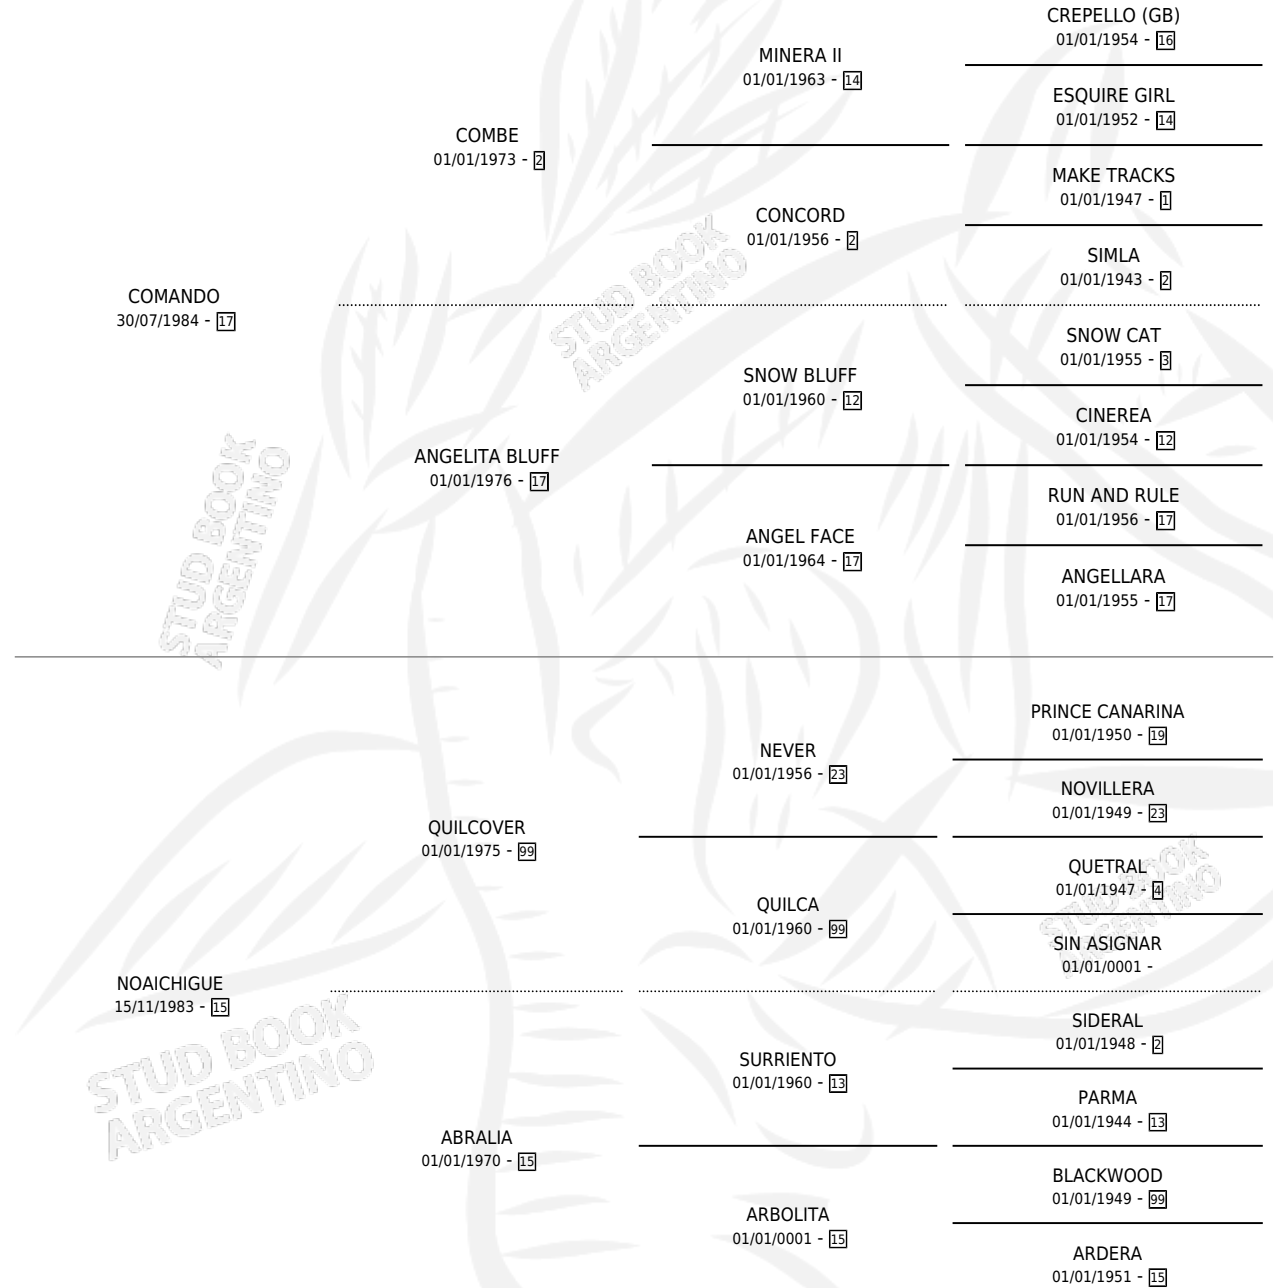 CREPELLO (GB)
01/01/1954 - 16
MINERA II
01/01/1963 - 14
ESQUIRE GIRL
01/01/1952 - 14
COMBE
01/01/1973 - 2
MAKE TRACKS
01/01/1947 - 1
CONCORD
01/01/1956 - 2
SIMLA
01/01/1943 - 2
COMANDO
30/07/1984 - 17
SNOW CAT
01/01/1955 - 3
SNOW BLUFF
01/01/1960 - 12
CINEREA
01/01/1954 - 12
ANGELITA BLUFF
01/01/1976 - 17
RUN AND RULE
01/01/1956 - 17
ANGEL FACE
01/01/1964 - 17
ANGELLARA
01/01/1955 - 17
STUD BOOK
ARGENTINO
STUD BOOK
ARGENTINO
PRINCE CANARINA
01/01/1950 - 19
NEVER
01/01/1956 - 23
NOVILLERA
01/01/1949 - 23
QUILCOVER
01/01/1975 - 99
QUETRAL
01/01/1947 - 4
QUILCA
01/01/1960 - 99
SIN ASIGNAR
01/01/0001 -
NOAICHIGUE
15/11/1983 - 15
SIDERAL
01/01/1948 - 2
SURRIENTO
01/01/1960 - 13
PARMA
01/01/1944 - 13
ABRALIA
01/01/1970 - 15
BLACKWOOD
01/01/1949 - 99
ARBOLITA
01/01/0001 - 15
ARDERA
01/01/1951 - 15
STUD BOOK
ARGENTINO
STUD BOOK
ARGENTINO